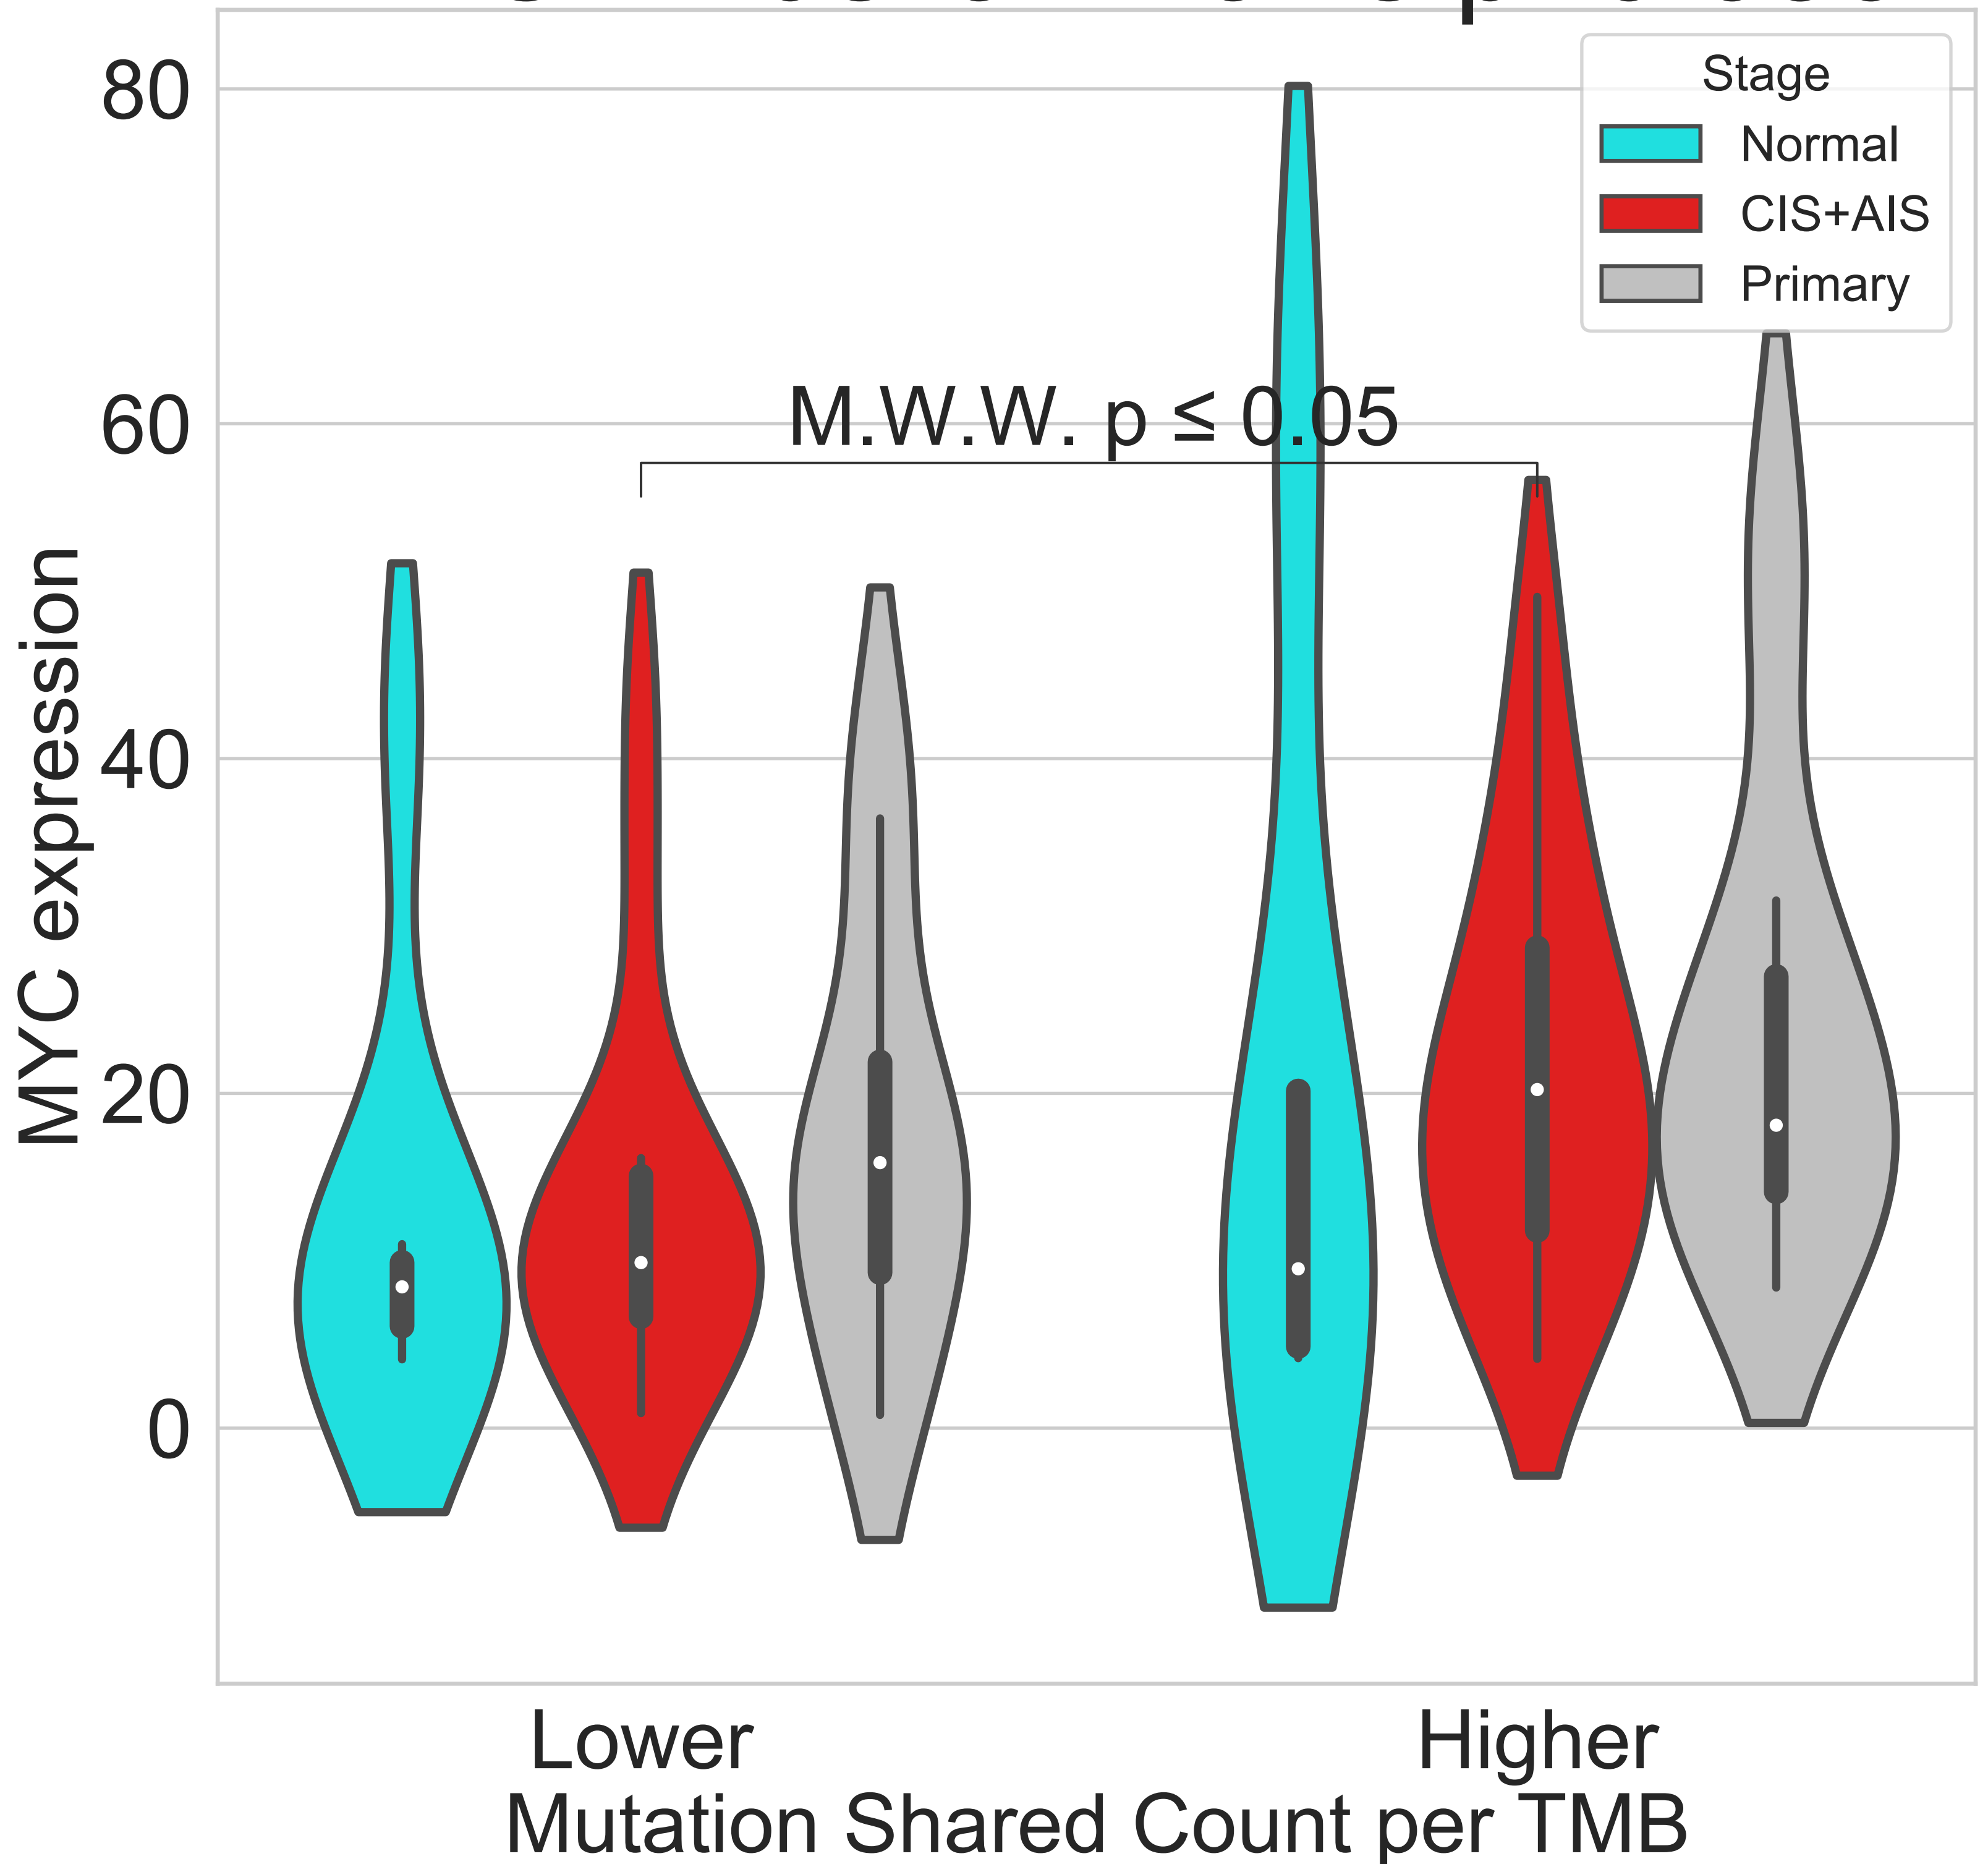 80
60
40
20
0
MYC expression
Stage
Normal
CIS+AIS
Primary
M.W.W. p ≤ 0.05
Lower
Higher
Mutation Shared Count per TMB